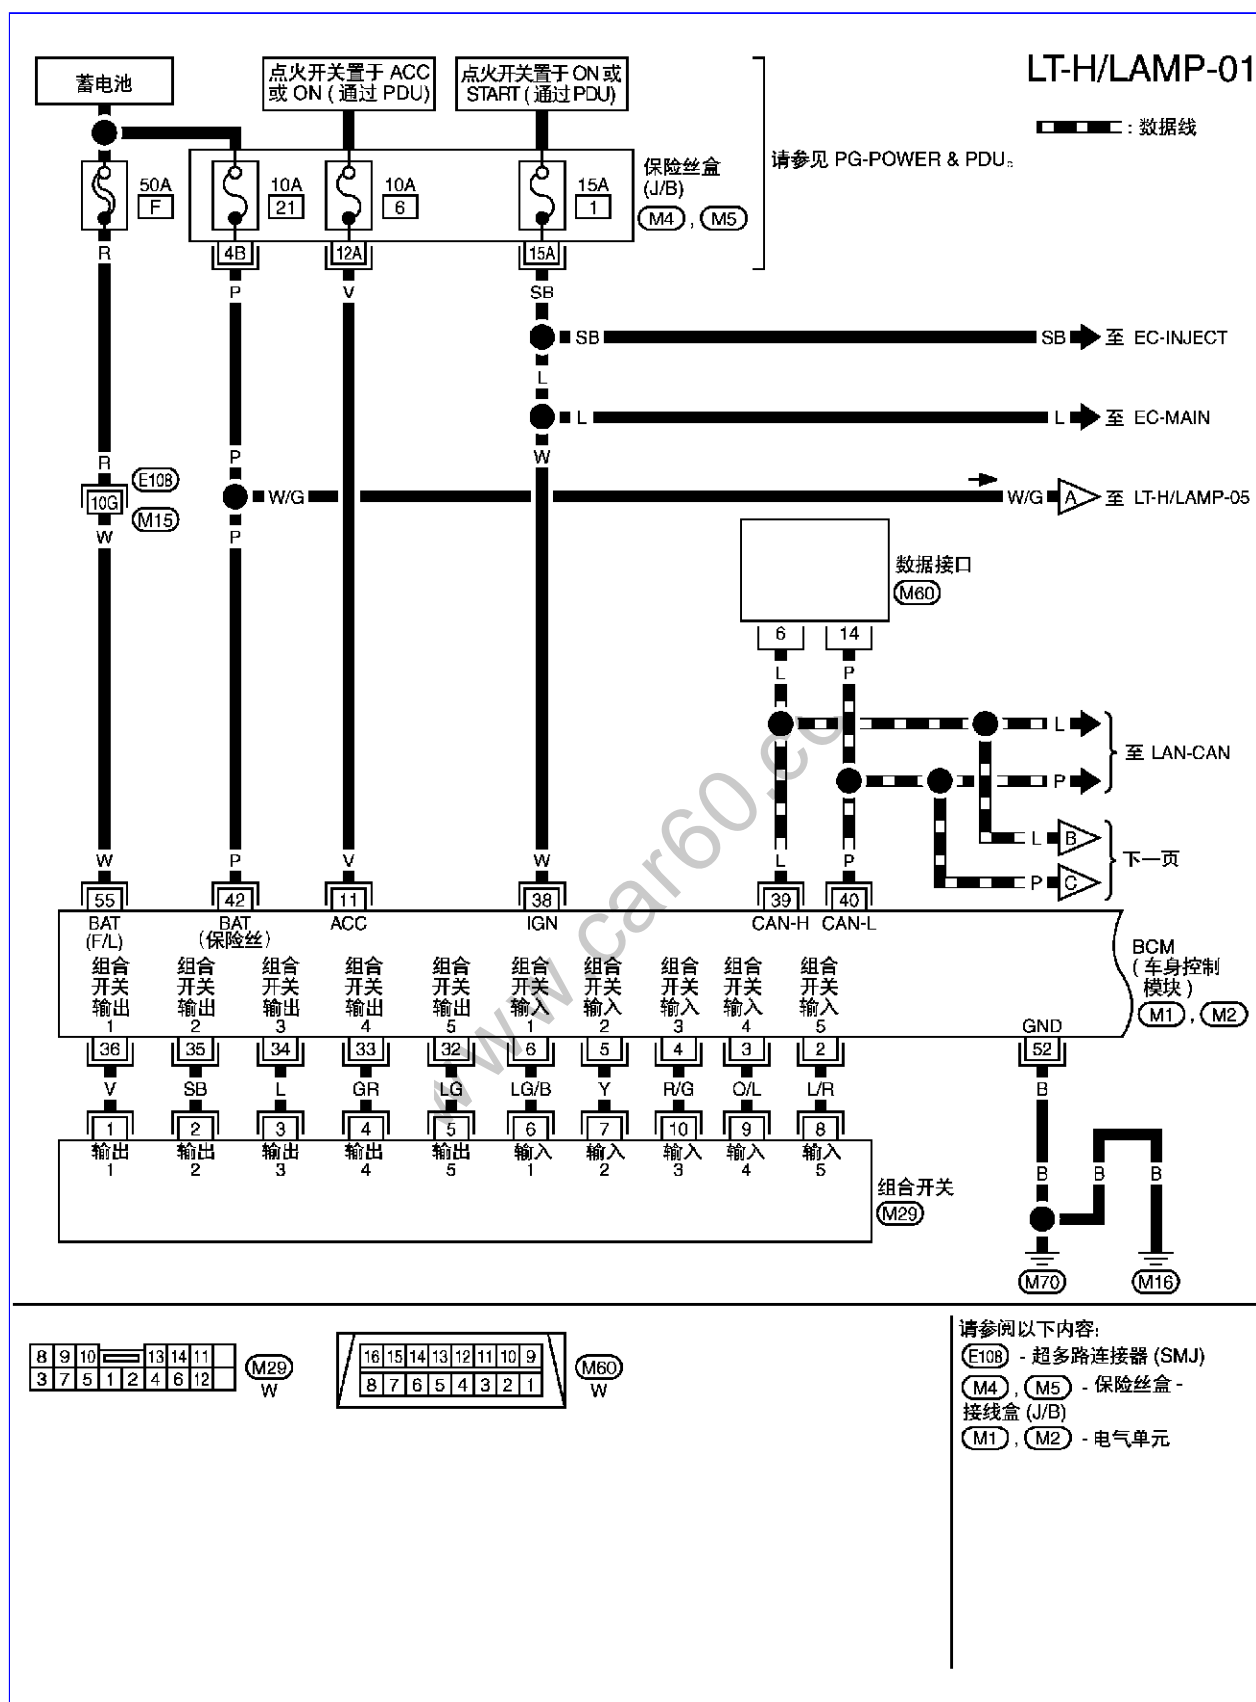 LT-H/LAMP-01
蓄电池
点火开关置于 ACC
或 ON ( 通过 PDU)
点火开关置于 ON 或
START ( 通过 PDU)
: 数据线
请参见 PG-POWER & PDU。
50A
F
10A
21
10A
6
15A
1
保险丝盒
(J/B)
M4 , M5
R
4B
12A
15A
P
V
SB
SB
SB
至 EC-INJECT
L
L
L
至 EC-MAIN
R
P
W
10G
E108
M15
W/G
W/G
A
至 LT-H/LAMP-05
W
P
数据接口
M60
6
14
L
P
L
P
至 LAN-CAN
L
B
P
C
下一页
W
P
V
W
L
P
55
42
11
38
39
40
BAT
(F/L)
BAT
(保险丝)
ACC
IGN
CAN-H
CAN-L
BCM
( 车身控制
模块 )
M1 , M2
组合
开关
输出
1
组合
开关
输出
2
组合
开关
输出
3
组合
开关
输出
4
组合
开关
输出
5
组合
开关
输入
1
组合
开关
输入
2
组合
开关
输入
3
组合
开关
输入
4
组合
开关
输入
5
GND
36
35
34
33
32
6
5
4
3
2
52
V
SB
L
GR
LG
LG/B
Y
R/G
O/L
L/R
B
1
2
3
4
5
6
7
10
9
8
输出
1
输出
2
输出
3
输出
4
输出
5
输入
1
输入
2
输入
3
输入
4
输入
5
组合开关
M29
B
B
B
M70
M16
www.car60.co
8 9 10 13 14 11
3 7 5 1 2 4 6 12
M29
W
16 15 14 13 12 11 10 9
8 7 6 5 4 3 2 1
M60
W
请参阅以下内容:
E108 - 超多路连接器 (SMJ)
M4 , M5 - 保险丝盒 -
接线盒 (J/B)
M1 , M2 - 电气单元